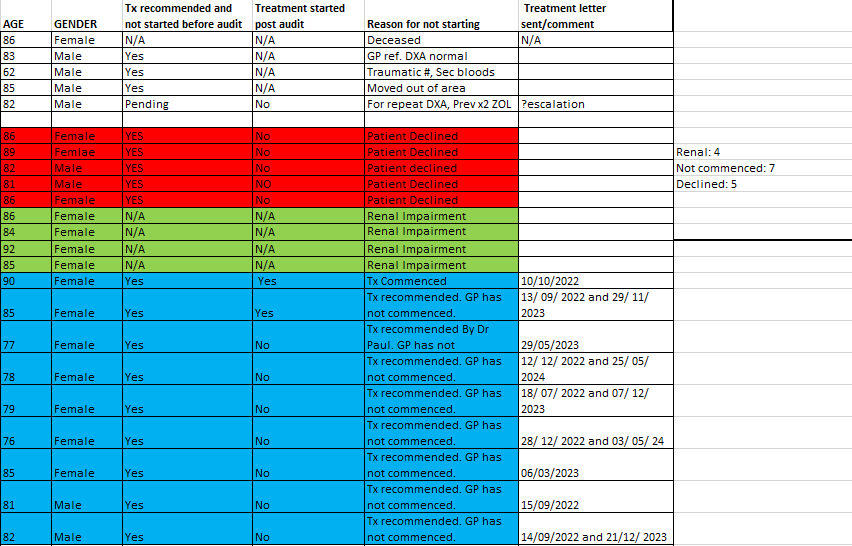 Tx recommended and Treatment started Treatment letter
AGE GENDER not started before audit post audit Reason for not starting sent/comment
86 Female N/A N/A Deceased N/A
83 Male Yes N/A GP ref. DXA normal
62 Male Yes N/A Traumatic #, Sec bloods
85 Male Yes N/A Moved out of area
82 Male Pending No For repeat DXA, Prev x2 ZOL ?escalation
86 Female YES No Patient Declined
89 Femlae YES No Patient Declined Renal: 4
82 Male YES No Patient declined Not commenced: 7
81 Male YES NO Patient Declined Declined: 5
86 Female YES No Patient Declined
86 Female N/A N/A Renal Impairment
84 Female N/A N/A Renal Impairment
92 Female N/A N/A Renal Impairment
85 Female N/A N/A Renal Impairment
90 Female Yes Yes Tx Commenced 10/10/2022
Tx recommended. GP has 13/ 09/ 2022 and 29/ 11/
85 Female Yes Yes not commenced. 2023
Tx recommended By Dr
77 Female Yes No Paul. GP has not 29/05/2023
Tx recommended. GP has 12/ 12/ 2022 and 25/ 05/
78 Female Yes No not commenced. 2024
Tx recommended. GP has 18/ 07/ 2022 and 07/ 12/
79 Female Yes No not commenced. 2023
Tx recommended. GP has
76 Female Yes No not commenced. 28/ 12/ 2022 and 03/ 05/ 24
Tx recommended. GP has
85 Female Yes No not commenced. 06/03/2023
Tx recommended. GP has
81 Male Yes No not commenced. 15/09/2022
Tx recommended. GP has
82 Male Yes No not commenced. 14/09/2022 and 21/12/ 2023